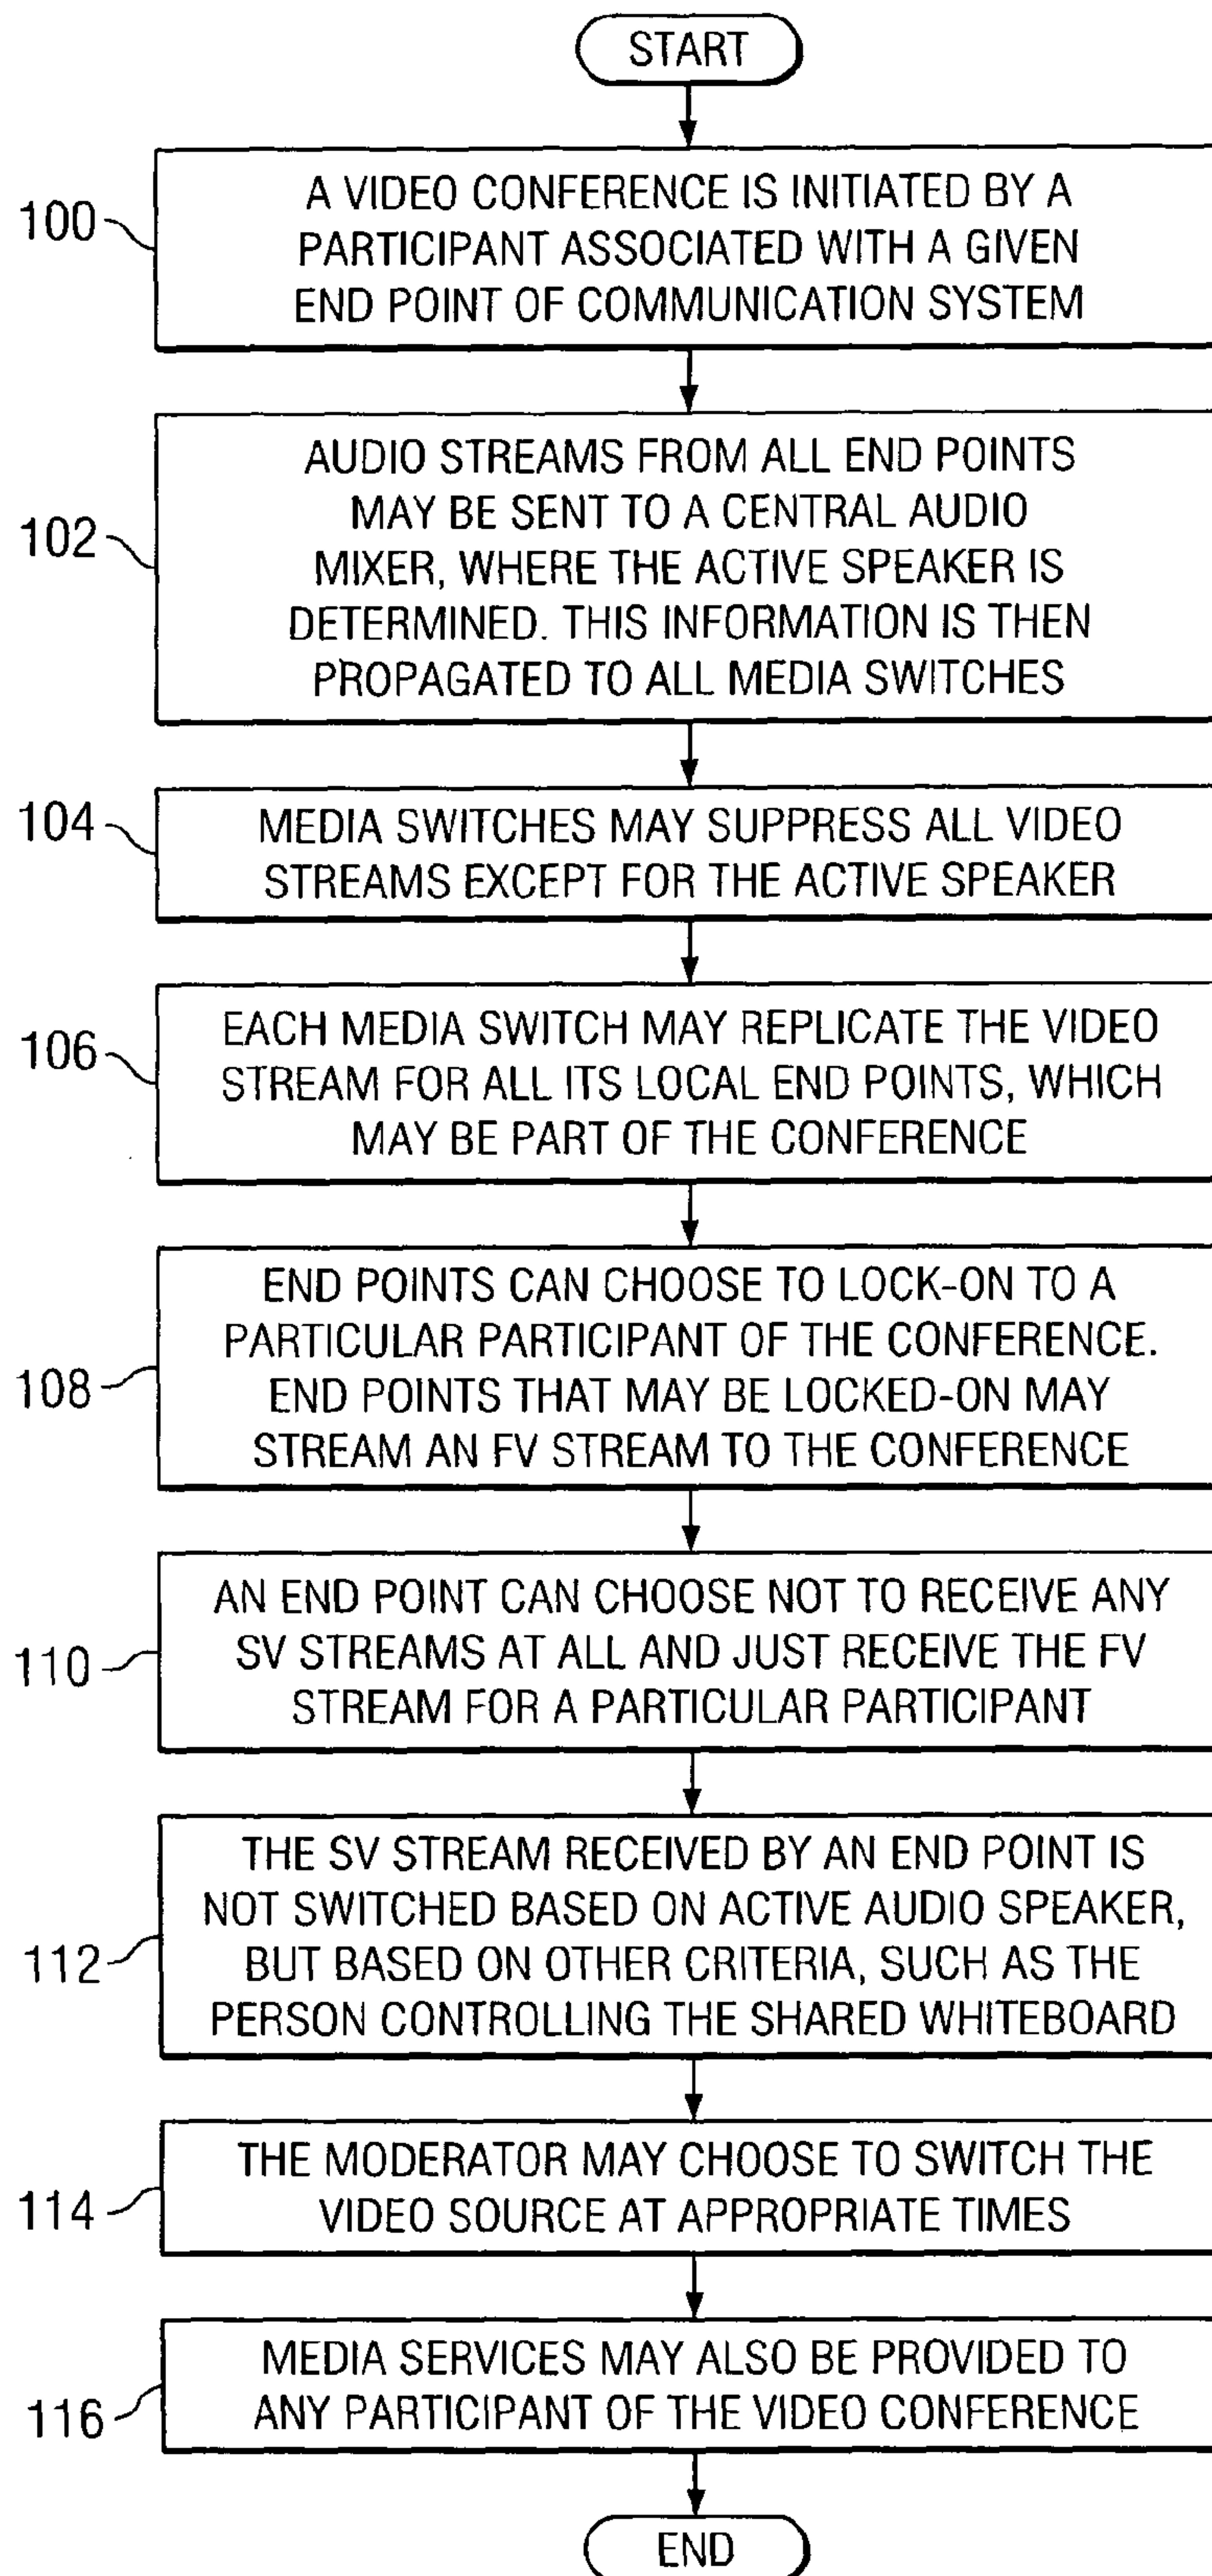 START
100
A VIDEO CONFERENCE IS INITIATED BY A
PARTICIPANT ASSOCIATED WITH A GIVEN
END POINT OF COMMUNICATION SYSTEM
102
AUDIO STREAMS FROM ALL END POINTS
MAY BE SENT TO A CENTRAL AUDIO
MIXER, WHERE THE ACTIVE SPEAKER IS
DETERMINED. THIS INFORMATION IS THEN
PROPAGATED TO ALL MEDIA SWITCHES
104
MEDIA SWITCHES MAY SUPPRESS ALL VIDEO
STREAMS EXCEPT FOR THE ACTIVE SPEAKER
106
EACH MEDIA SWITCH MAY REPLICATE THE VIDEO
STREAM FOR ALL ITS LOCAL END POINTS, WHICH
MAY BE PART OF THE CONFERENCE
108
END POINTS CAN CHOOSE TO LOCK-ON TO A
PARTICULAR PARTICIPANT OF THE CONFERENCE.
END POINTS THAT MAY BE LOCKED-ON MAY
STREAM AN FV STREAM TO THE CONFERENCE
110
AN END POINT CAN CHOOSE NOT TO RECEIVE ANY
SV STREAMS AT ALL AND JUST RECEIVE THE FV
STREAM FOR A PARTICULAR PARTICIPANT
112
THE SV STREAM RECEIVED BY AN END POINT IS
NOT SWITCHED BASED ON ACTIVE AUDIO SPEAKER,
BUT BASED ON OTHER CRITERIA, SUCH AS THE
PERSON CONTROLLING THE SHARED WHITEBOARD
114
THE MODERATOR MAY CHOOSE TO SWITCH THE
VIDEO SOURCE AT APPROPRIATE TIMES
116
MEDIA SERVICES MAY ALSO BE PROVIDED TO
ANY PARTICIPANT OF THE VIDEO CONFERENCE
END